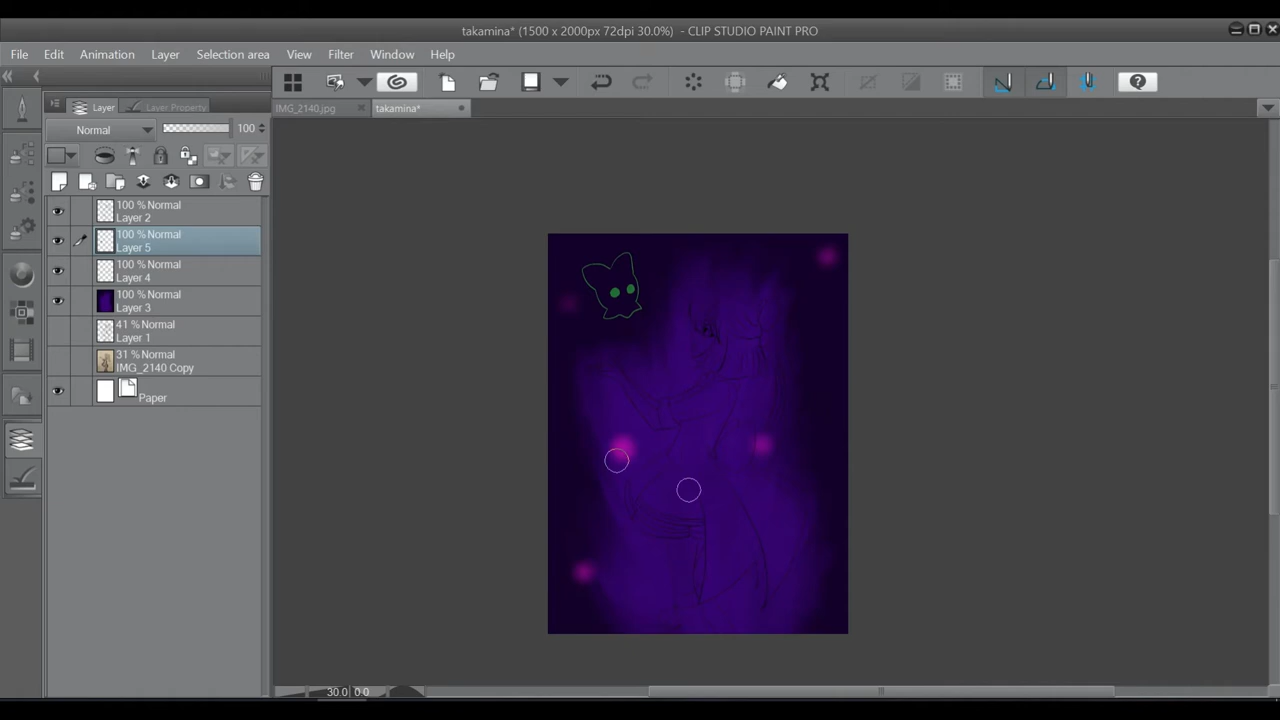 takamina* (1500 x 2000px 72dpi 30.0%)  - CLIP STUDIO PAINT PRO
File Edit Animation Layer Selection area View Filter Window Help
Layer Layer Property IMG_2140.jpg takamina*
Normal 100
100 % Normal
Layer 2
100 % Normal
Layer 5
100 % Normal
Layer 4
100 % Normal
Layer 3
41 % Normal
Layer 1
31 % Normal
IMG_2140 Copy
Paper
30.0 0.0